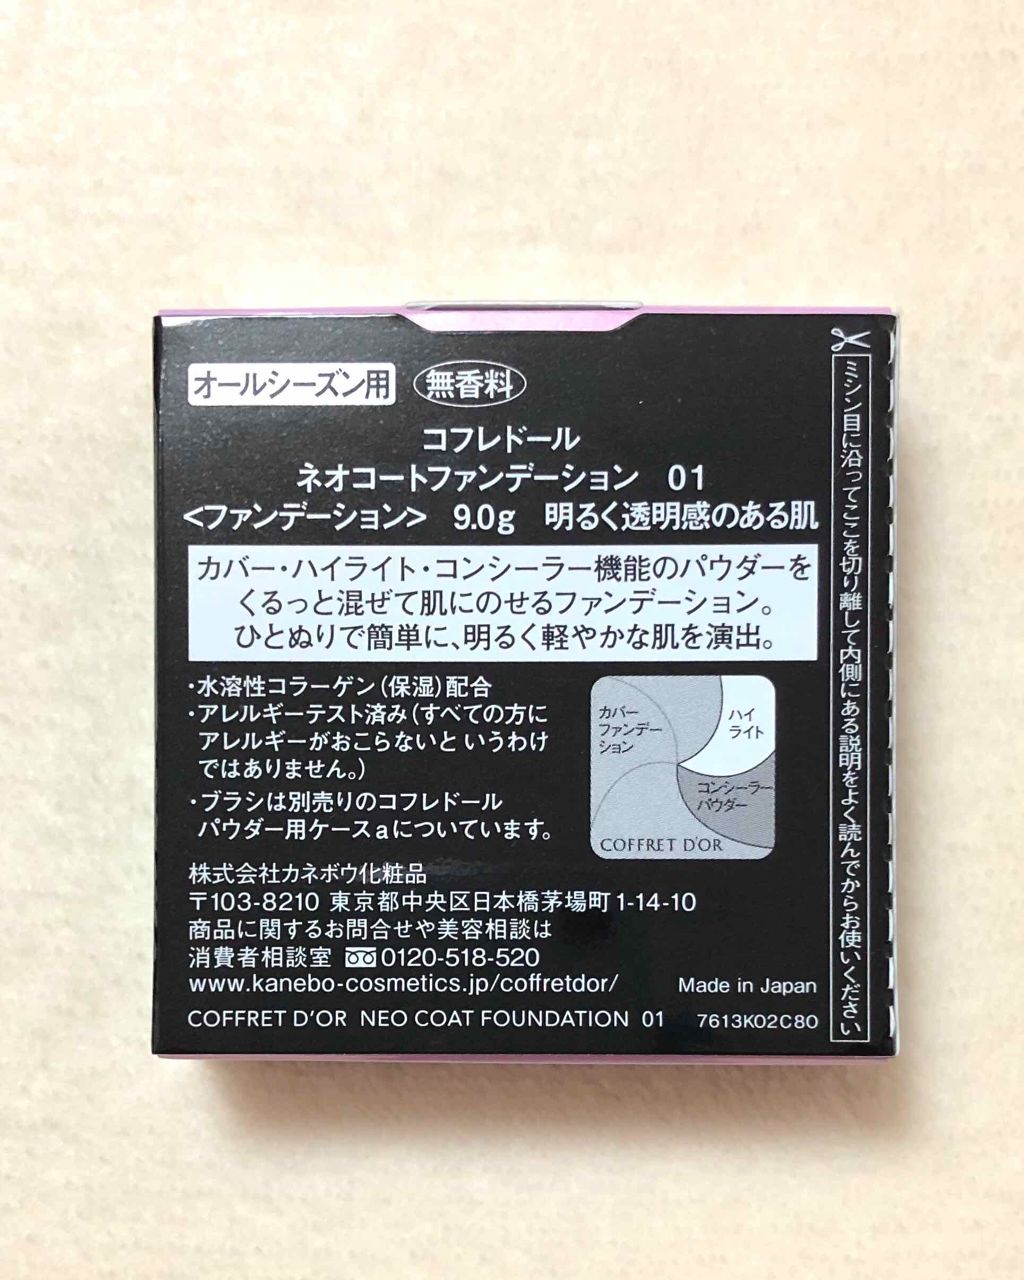 オールシーズン用 無香料
コフレドール
ネオコートファンデーション 01
<ファンデーション> 9.0g 明るく透明感のある肌
カバー・ハイライト・コンシーラー機能のパウダーを
くるっと混ぜて肌にのせるファンデーション。
ひとぬりで簡単に、明るく軽やかな肌を演出。
・水溶性コラーゲン(保湿)配合
・アレルギーテスト済み(すべての方に
アレルギーがおこらないというわけ
ではありません。)
・ブラシは別売りのコフレドール
パウダー用ケースaについています。
カバー
ファンデー
ション
ハイ
ライト
コンシーラー
パウダー
COFFRET D'OR
株式会社カネボウ化粧品
〒103-8210 東京都中央区日本橋茅場町1-14-10
商品に関するお問合せや美容相談は
消費者相談室 0120-518-520
www.kanebo-cosmetics.jp/coffretdor/ Made in Japan
COFFRET D'OR NEO COAT FOUNDATION 01 7613K02C80
ミシン目に沿ってここを切り離して内側にある説明をよく読んでからお使いください